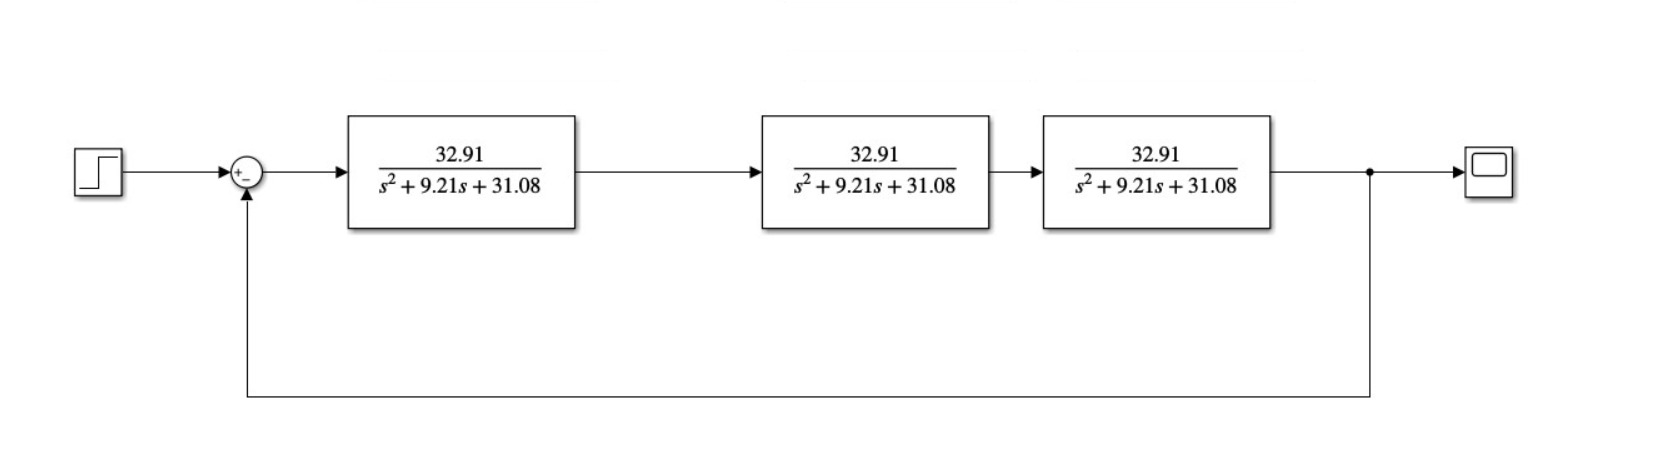 +
−
32.91
s² + 9.21s + 31.08
32.91
s² + 9.21s + 31.08
32.91
s² + 9.21s + 31.08